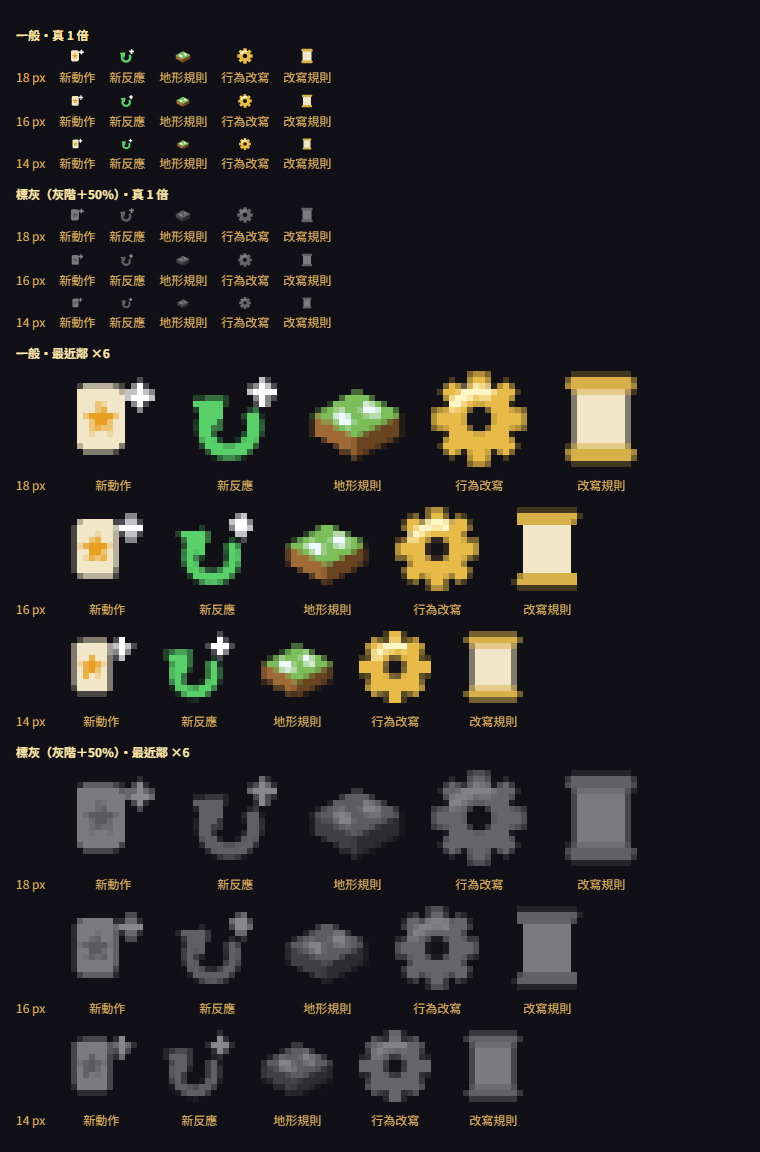 一般・真1倍
18 px 新動作 新反應 地形規則 行為改寫 改寫規則
16 px 新動作 新反應 地形規則 行為改寫 改寫規則
14 px 新動作 新反應 地形規則 行為改寫 改寫規則
標灰（灰階＋50%）・真1倍
18 px 新動作 新反應 地形規則 行為改寫 改寫規則
16 px 新動作 新反應 地形規則 行為改寫 改寫規則
14 px 新動作 新反應 地形規則 行為改寫 改寫規則
一般・最近鄰 ×6
18 px 新動作 新反應 地形規則 行為改寫 改寫規則
16 px 新動作 新反應 地形規則 行為改寫 改寫規則
14 px 新動作 新反應 地形規則 行為改寫 改寫規則
標灰（灰階＋50%）・最近鄰 ×6
18 px 新動作 新反應 地形規則 行為改寫 改寫規則
16 px 新動作 新反應 地形規則 行為改寫 改寫規則
14 px 新動作 新反應 地形規則 行為改寫 改寫規則